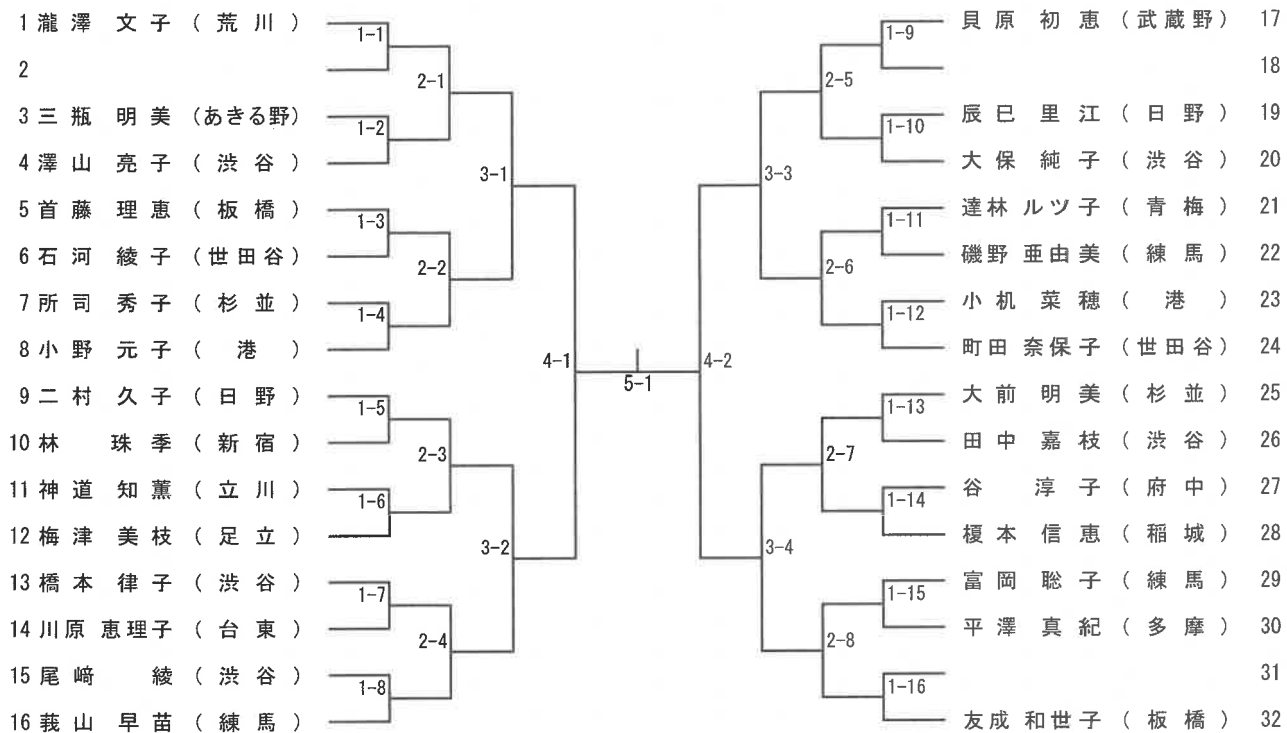 1 瀧澤 文子 (荒川)
2
3 三瓶 明美 (あきる野)
4 澤山 亮子 (渋谷)
5 首藤 理恵 (板橋)
6 石河 綾子 (世田谷)
7 所司 秀子 (杉並)
8 小野 元子 (港)
9 二村 久子 (日野)
10 林 珠季 (新宿)
11 神道 知薫 (立川)
12 梅津 美枝 (足立)
13 橋本 律子 (渋谷)
14 川原 恵理子 (台東)
15 尾﨑 綾 (渋谷)
16 莪山 早苗 (練馬)
1-1
1-2
1-3
1-4
1-5
1-6
1-7
1-8
2-1
2-2
2-3
2-4
3-1
3-2
4-1
5-1
4-2
3-3
3-4
2-5
2-6
2-7
2-8
1-9
1-10
1-11
1-12
1-13
1-14
1-15
1-16
貝原 初恵 (武蔵野) 17
18
辰巳 里江 (日野) 19
大保 純子 (渋谷) 20
達林 ルツ子 (青梅) 21
磯野 亜由美 (練馬) 22
小机 菜穂 (港) 23
町田 奈保子 (世田谷) 24
大前 明美 (杉並) 25
田中 嘉枝 (渋谷) 26
谷 淳子 (府中) 27
榎本 信恵 (稲城) 28
富岡 聡子 (練馬) 29
平澤 真紀 (多摩) 30
31
友成 和世子 (板橋) 32